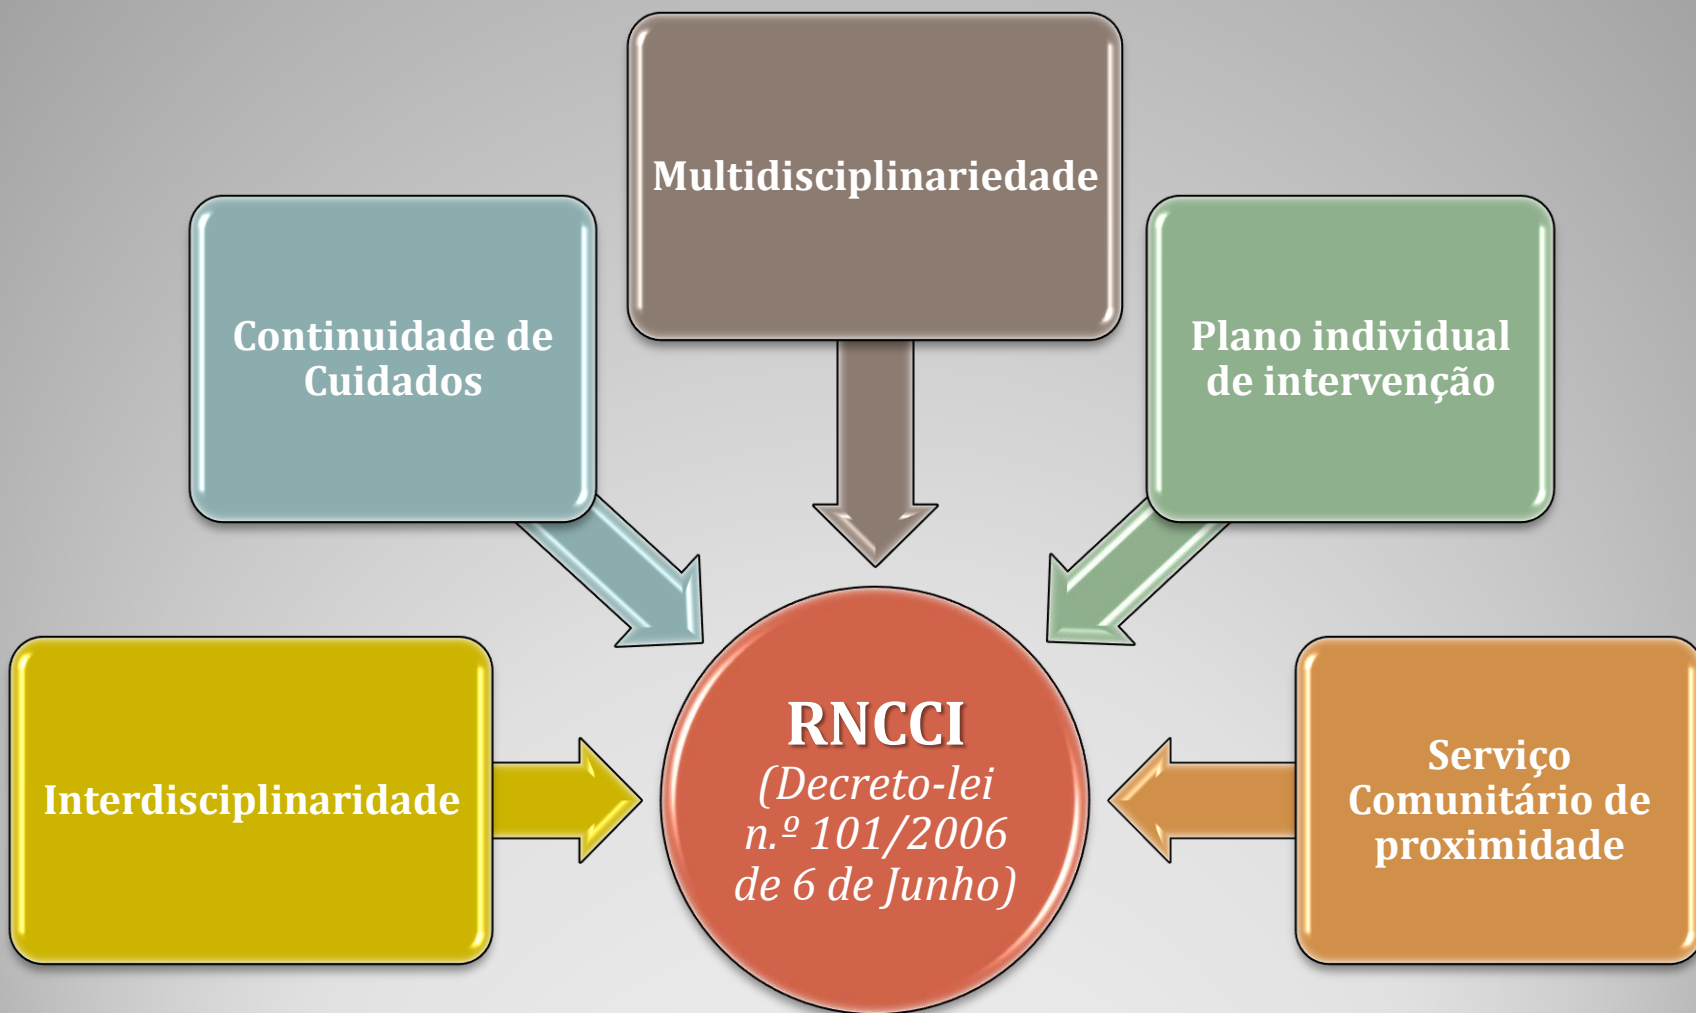 Multidisciplinariedade
Continuidade de
Cuidados
Plano individual
de intervenção
Interdisciplinaridade
RNCCI
(Decreto-lei
n.º 101/2006
de 6 de Junho)
Serviço
Comunitário de
proximidade